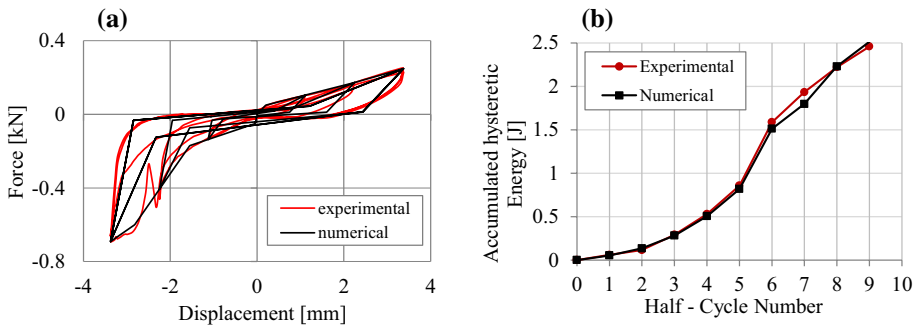 (a)
0.4
0
-0.4
-0.8
-4
-2
0
2
4
Force [kN]
Displacement [mm]
experimental
numerical
(b)
2.5
2
1.5
1
0.5
0
0 1 2 3 4 5 6 7 8 9 10
Accumulated hysteretic
Energy [J]
Half - Cycle Number
Experimental
Numerical